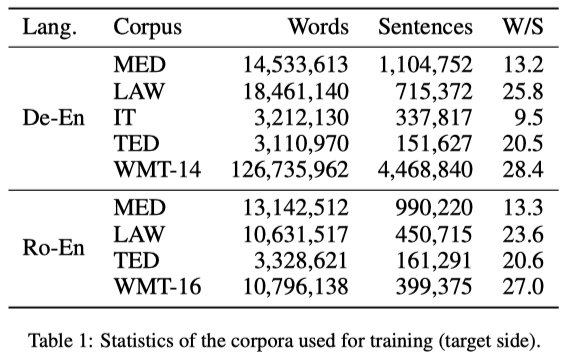 Lang. Corpus Words Sentences W/S
MED 14,533,613 1,104,752 13.2
LAW 18,461,140 715,372 25.8
De-En IT 3,212,130 337,817 9.5
TED 3,110,970 151,627 20.5
WMT-14 126,735,962 4,468,840 28.4
MED 13,142,512 990,220 13.3
LAW 10,631,517 450,715 23.6
Ro-En
TED 3,328,621 161,291 20.6
WMT-16 10,796,138 399,375 27.0
Table 1: Statistics of the corpora used for training (target side).